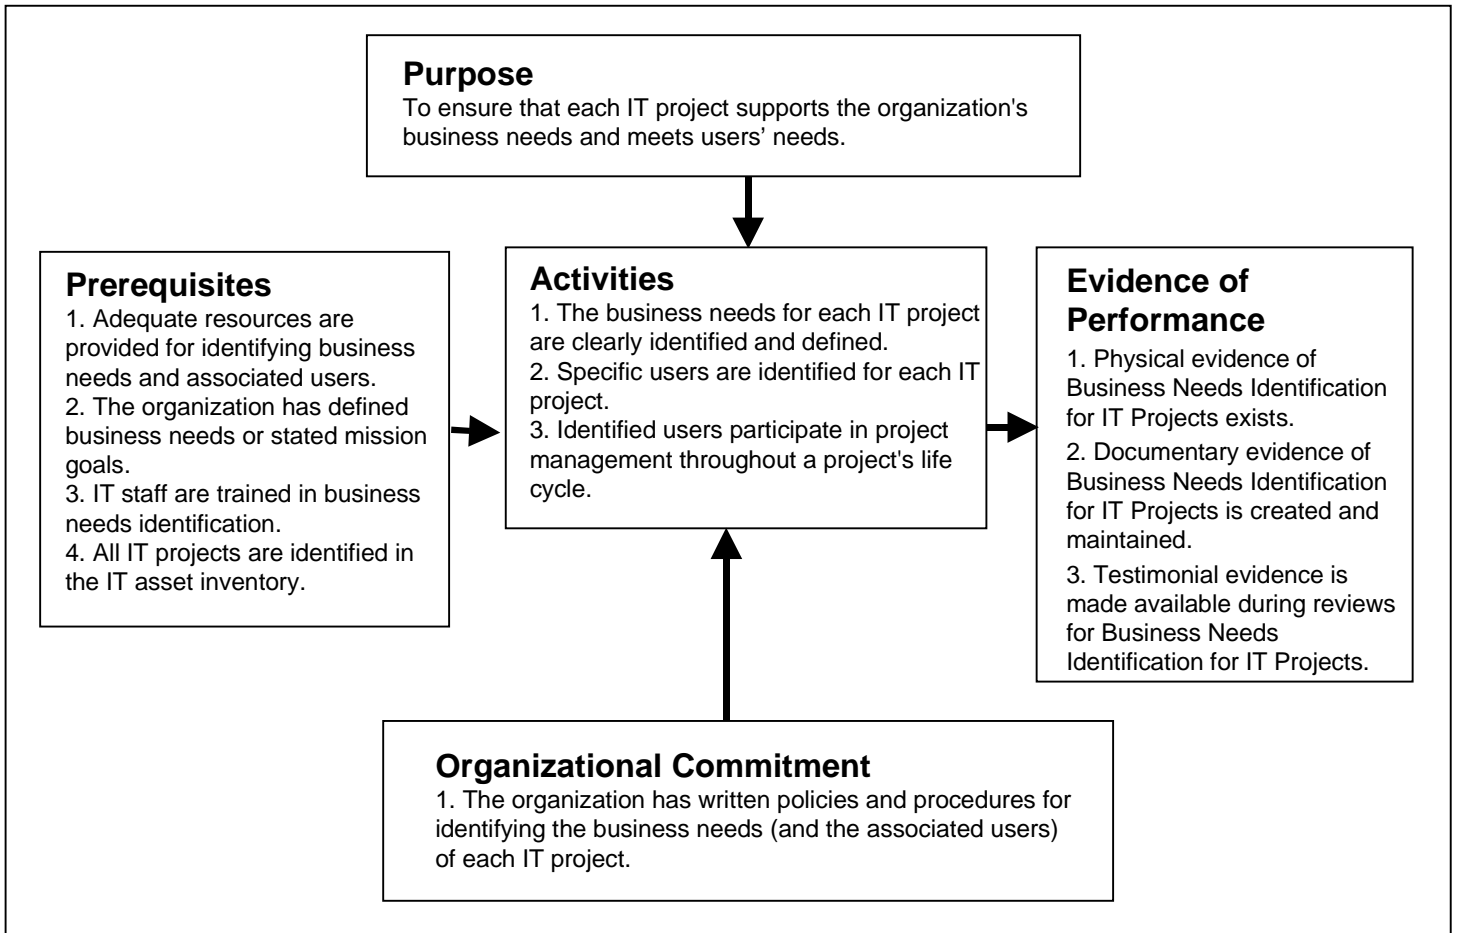 Purpose
To ensure that each IT project supports the organization's
business needs and meets users’ needs.
Prerequisites
1. Adequate resources are
provided for identifying business
needs and associated users.
2. The organization has defined
business needs or stated mission
goals.
3. IT staff are trained in business
needs identification.
4. All IT projects are identified in
the IT asset inventory.
Activities
1. The business needs for each IT project
are clearly identified and defined.
2. Specific users are identified for each IT
project.
3. Identified users participate in project
management throughout a project's life
cycle.
Evidence of
Performance
1. Physical evidence of
Business Needs Identification
for IT Projects exists.
2. Documentary evidence of
Business Needs Identification
for IT Projects is created and
maintained.
3. Testimonial evidence is
made available during reviews
for Business Needs
Identification for IT Projects.
Organizational Commitment
1. The organization has written policies and procedures for
identifying the business needs (and the associated users)
of each IT project.